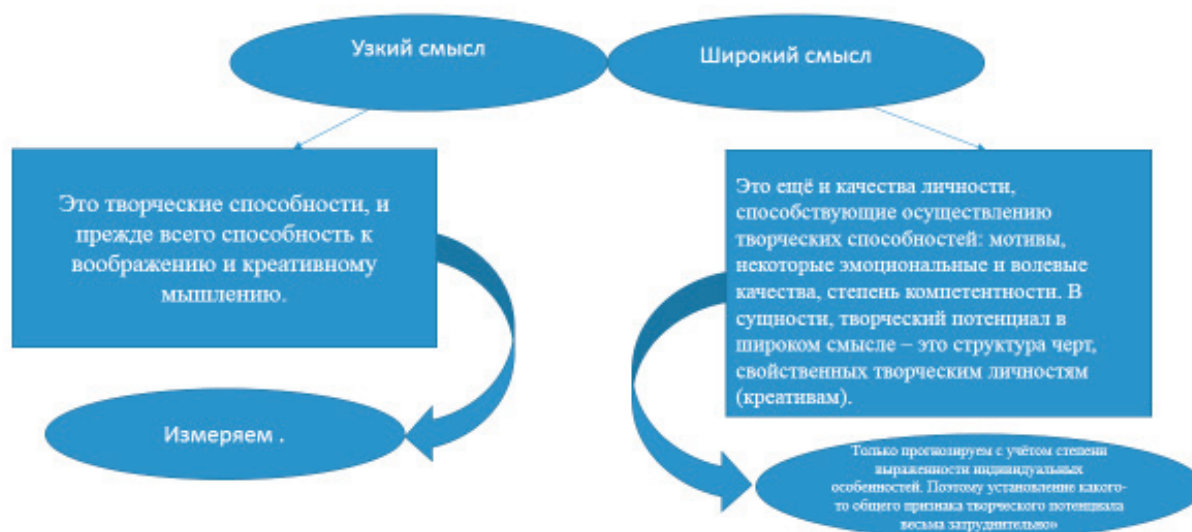 Узкий смысл
Широкий смысл
Это творческие способности, и
прежде всего способность к
воображению и креативному
мышлению.
Это ещё и качества личности,
способствующие осуществлению
творческих способностей: мотивы,
некоторые эмоциональные и волевые
качества, степень компетентности. В
сущности, творческий потенциал в
широком смысле – это структура черт,
свойственных творческим личностям
(креативам).
Измеряем .
Только прогнозируем с учётом степени
выраженности индивидуальных
особенностей. Поэтому установление какого-
то общего признака творческого потенциала
весьма затруднительно»